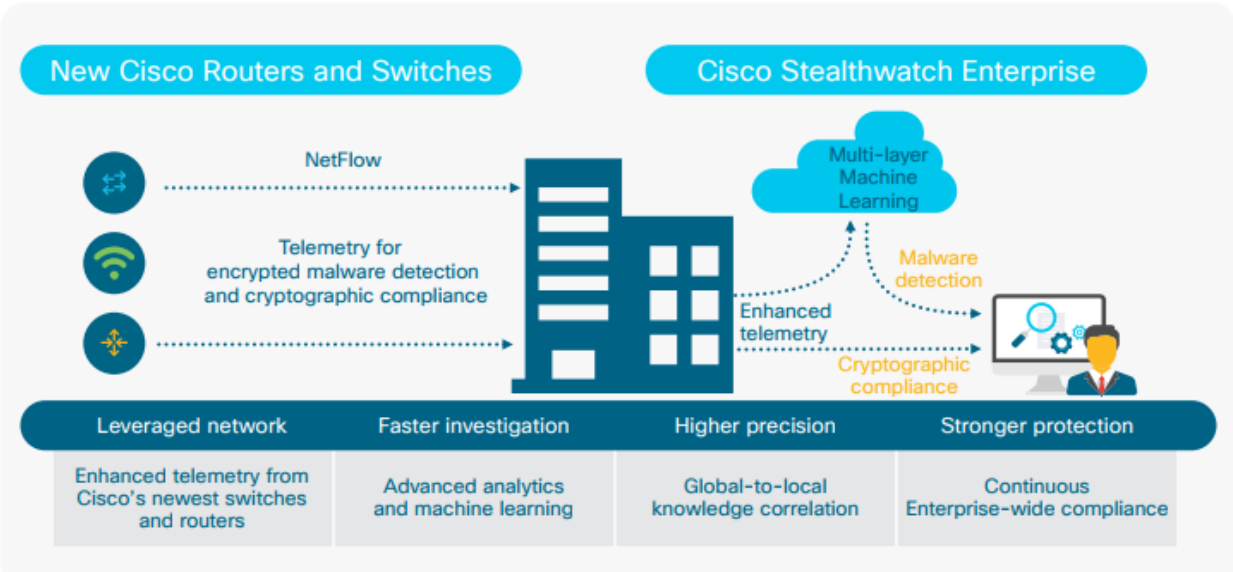 New Cisco Routers and Switches
Cisco Stealthwatch Enterprise
NetFlow
Telemetry for
encrypted malware detection
and cryptographic compliance
Multi-layer
Machine
Learning
Malware
detection
Enhanced
telemetry
Cryptographic
compliance
Leveraged network
Faster investigation
Higher precision
Stronger protection
Enhanced telemetry from
Cisco's newest switches
and routers
Advanced analytics
and machine learning
Global-to-local
knowledge correlation
Continuous
Enterprise-wide compliance